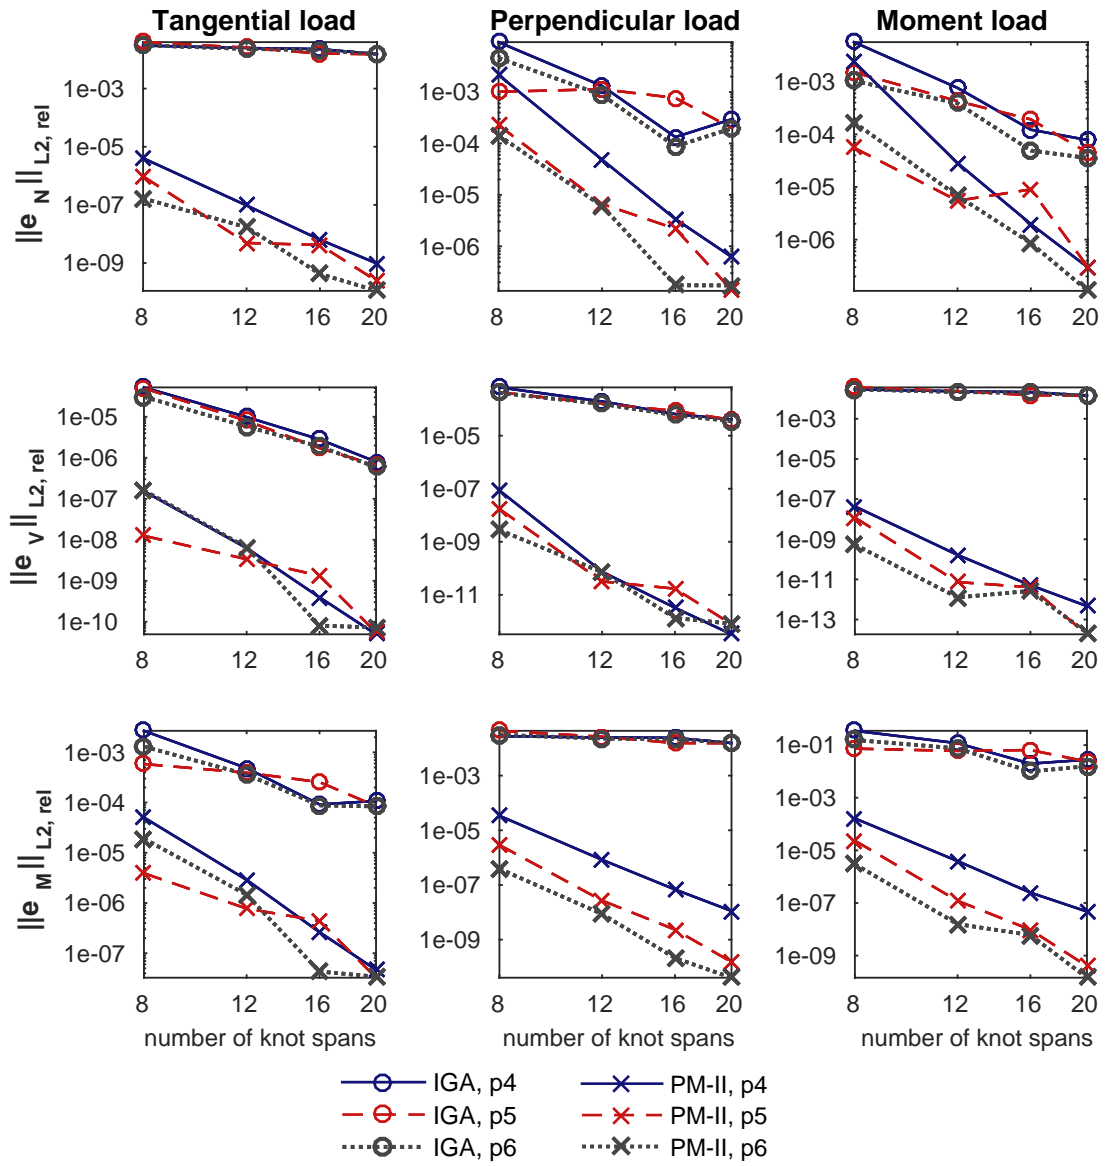 Tangential load Perpendicular load Moment load
||e_N||_L2, rel
1e-03
1e-05
1e-07
1e-09
8 12 16 20
1e-03
1e-04
1e-05
1e-06
8 12 16 20
1e-03
1e-04
1e-05
1e-06
8 12 16 20
||e_V||_L2, rel
1e-05
1e-06
1e-07
1e-08
1e-09
1e-10
8 12 16 20
1e-05
1e-07
1e-09
1e-11
8 12 16 20
1e-03
1e-05
1e-07
1e-09
1e-11
1e-13
8 12 16 20
||e_M||_L2, rel
1e-03
1e-04
1e-05
1e-06
1e-07
8 12 16 20
number of knot spans
1e-03
1e-05
1e-07
1e-09
8 12 16 20
number of knot spans
1e-01
1e-03
1e-05
1e-07
1e-09
8 12 16 20
number of knot spans
IGA, p4
IGA, p5
IGA, p6
PM-II, p4
PM-II, p5
PM-II, p6